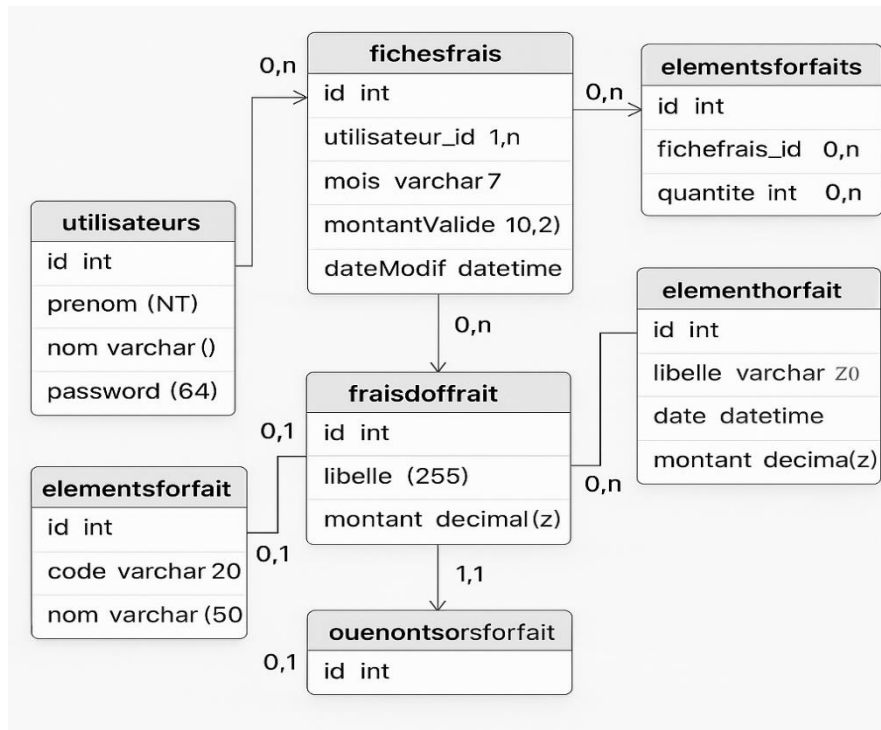 fichesfrais
0,n
id int
utilisateur_id 1,n
mois varchar 7
montantValide 10,2)
dateModif datetime
0,n
elementsforfaits
id int
fichefrais_id 0,n
quantite int 0,n
utilisateurs
id int
prenom (NT)
nom varchar ()
password (64)
0,n
elementhorfait
id int
libelle varchar z0
date datetime
montant decima(z)
0,n
fraisdoffrait
id int
libelle (255)
montant decimal(z)
0,1
elementsforfait
id int
code varchar 20
nom varchar (50
0,1
1,1
ouenontsorsforfait
0,1
id int